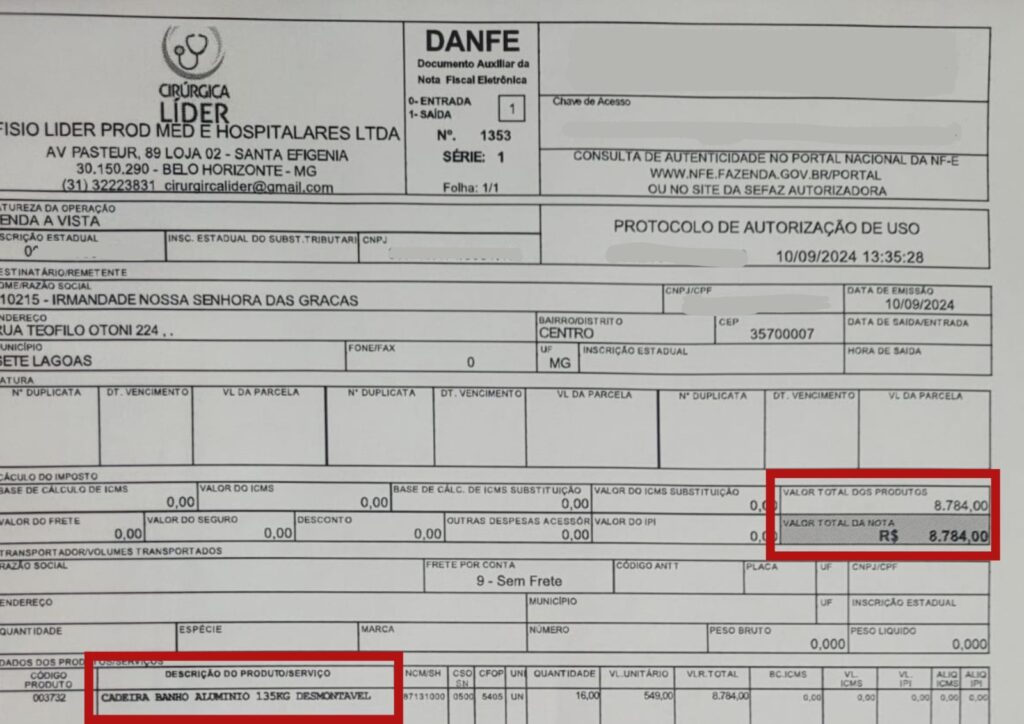 CIRÚRGICA
LÍDER
FISIO LIDER PROD MED E HOSPITALARES LTDA
AV PASTEUR, 89 LOJA 02 - SANTA EFIGENIA
30.150.290 - BELO HORIZONTE - MG
(31) 32223831 cirurgircalider@gmail.com
DANFE
Documento Auxiliar da
Nota Fiscal Eletrônica
0- ENTRADA
1- SAÍDA
1
Nº. 1353
SÉRIE: 1
Folha: 1/1
Chave de Acesso
CONSULTA DE AUTENTICIDADE NO PORTAL NACIONAL DA NF-E
WWW.NFE.FAZENDA.GOV.BR/PORTAL
OU NO SITE DA SEFAZ AUTORIZADORA
ATUREZA DA OPERAÇÃO
ENDA A VISTA
PROTOCOLO DE AUTORIZAÇÃO DE USO
10/09/2024 13:35:28
SCRIÇÃO ESTADUAL INSC. ESTADUAL DO SUBST.TRIBUTARI CNPJ
ESTINATÁRIO/REMETENTE
OME/RAZÃO SOCIAL CNPJ/CPF DATA DE EMISSÃO
10215 - IRMANDADE NOSSA SENHORA DAS GRACAS 10/09/2024
NDEREÇO BAIRRO/DISTRITO CEP DATA DE SAIDA/ENTRADA
RUA TEOFILO OTONI 224 , . CENTRO 35700007
UNICÍPIO FONE/FAX UF INSCRIÇÃO ESTADUAL HORA DE SAIDA
SETE LAGOAS 0 MG
ATURA
Nº DUPLICATA DT. VENCIMENTO VL DA PARCELA Nº DUPLICATA DT. VENCIMENTO VL DA PARCELA Nº DUPLICATA DT. VENCIMENTO VL DA PARCELA
CÁLCULO DO IMPOSTO
BASE DE CÁLCULO DE ICMS VALOR DO ICMS BASE DE CÁLC. DE ICMS SUBSTITUIÇÃO VALOR DO ICMS SUBSTITUIÇÃO VALOR TOTAL DOS PRODUTOS
0,00 0,00 0,00 0,0 8.784,00
VALOR DO FRETE VALOR DO SEGURO DESCONTO OUTRAS DESPESAS ACESSÓR VALOR DO IPI VALOR TOTAL DA NOTA
0,00 0,00 0,00 0,00 0,0 R$ 8.784,00
TRANSPORTADOR/VOLUMES TRANSPORTADOS
RAZÃO SOCIAL FRETE POR CONTA CÓDIGO ANTT PLACA UF CNPJ/CPF
9 - Sem Frete
ENDEREÇO MUNICÍPIO UF INSCRIÇÃO ESTADUAL
QUANTIDADE ESPÉCIE MARCA NÚMERO PESO BRUTO PESO LIQUIDO
0,000 0,000
DADOS DOS PRODUTOS/SERVIÇOS
CÓDIGO PRODUTO DESCRIÇÃO DO PRODUTO/SERVIÇO NCM/SH CSO SN CFOP UN QUANTIDADE VL.UNITÁRIO VLR.TOTAL BC.ICMS VL. ICMS VL. IPI ALIQ ICMS ALIQ IPI
003732 CADEIRA BANHO ALUMINIO 135KG DESMONTAVEL 87131000 0500 5405 UN 16,00 549,00 8.784,00 0,00 0,00 0,00 0,00 0,00